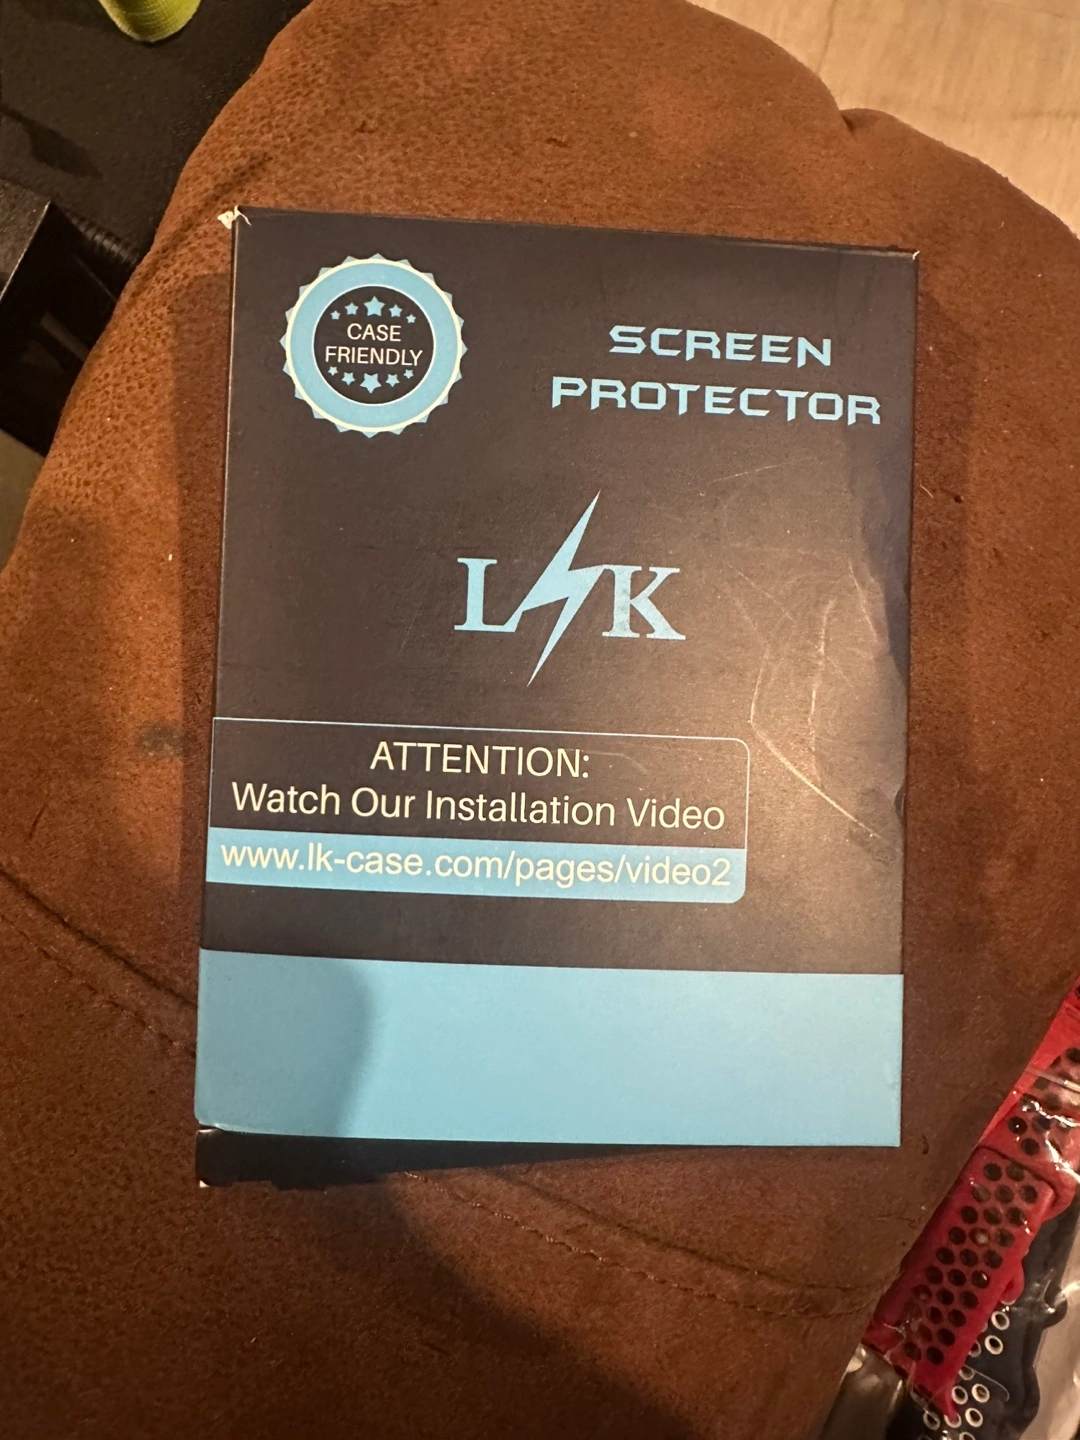 CASE
FRIENDLY
SCREEN
PROTECTOR
LK
ATTENTION:
Watch Our Installation Video
www.lk-case.com/pages/video2